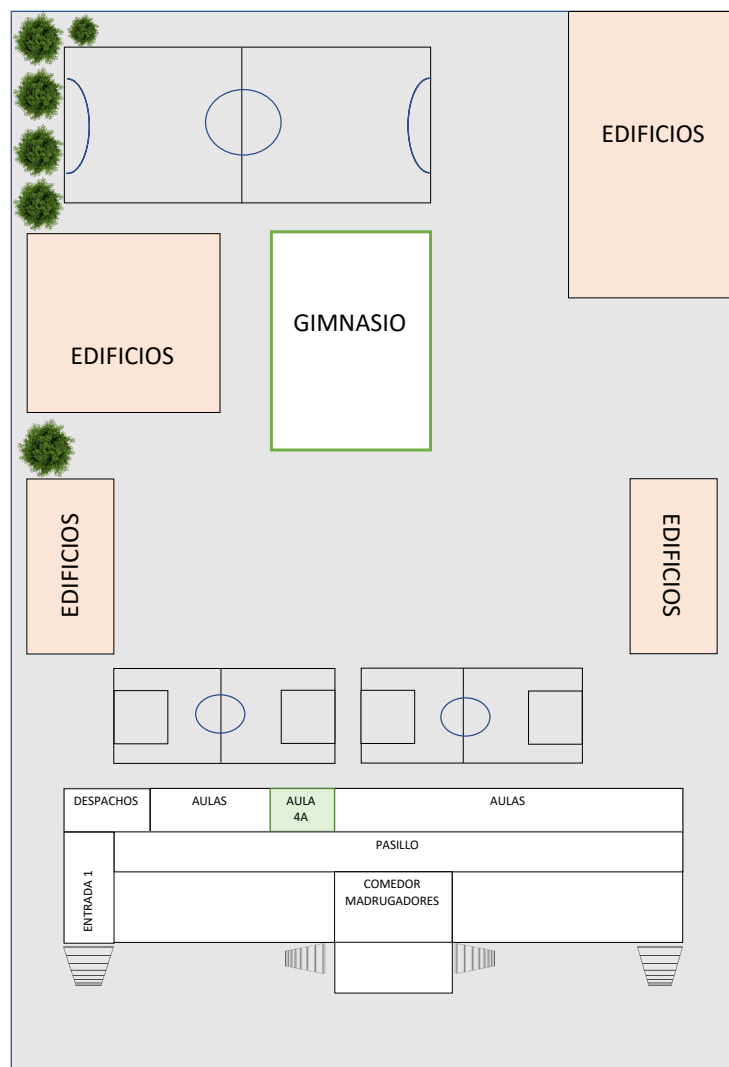 EDIFICIOS
GIMNASIO
EDIFICIOS
EDIFICIOS
EDIFICIOS
DESPACHOS
AULAS
AULA
4A
AULAS
PASILLO
ENTRADA 1
COMEDOR
MADRUGADORES